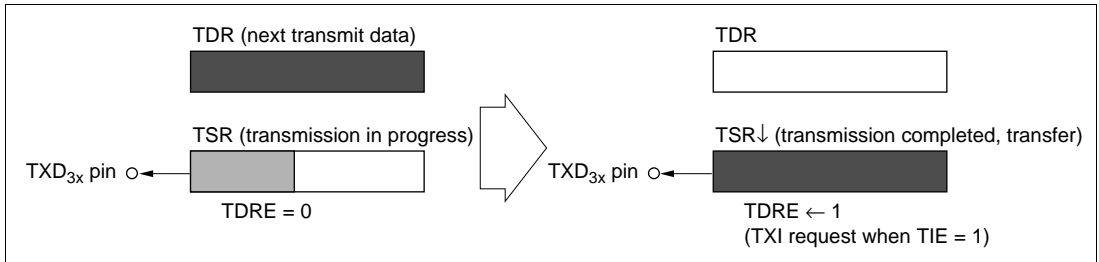 TDR (next transmit data)
TSR (transmission in progress)
TXD3x pin
TDRE = 0
TDR
TSR↓ (transmission completed, transfer)
TXD3x pin
TDRE ← 1
(TXI request when TIE = 1)